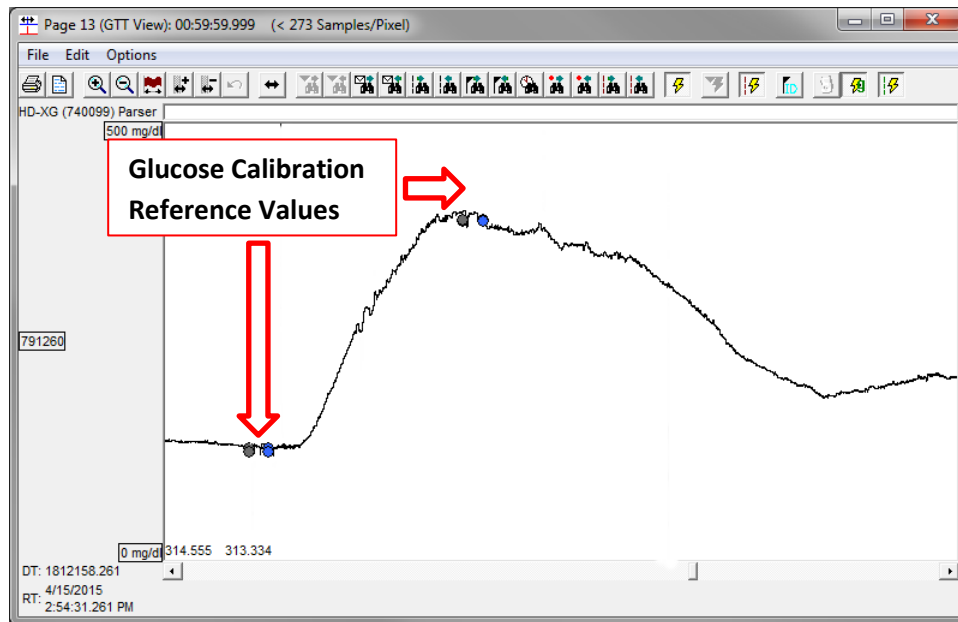 Page 13 (GTT View): 00:59:59.999 (< 273 Samples/Pixel)
File Edit Options
HD-XG (740099) Parser
500 mg/dl
Glucose Calibration
Reference Values
791260
0 mg/dl
314.555 313.334
DT: 1812158.261
RT: 4/15/2015
2:54:31.261 PM